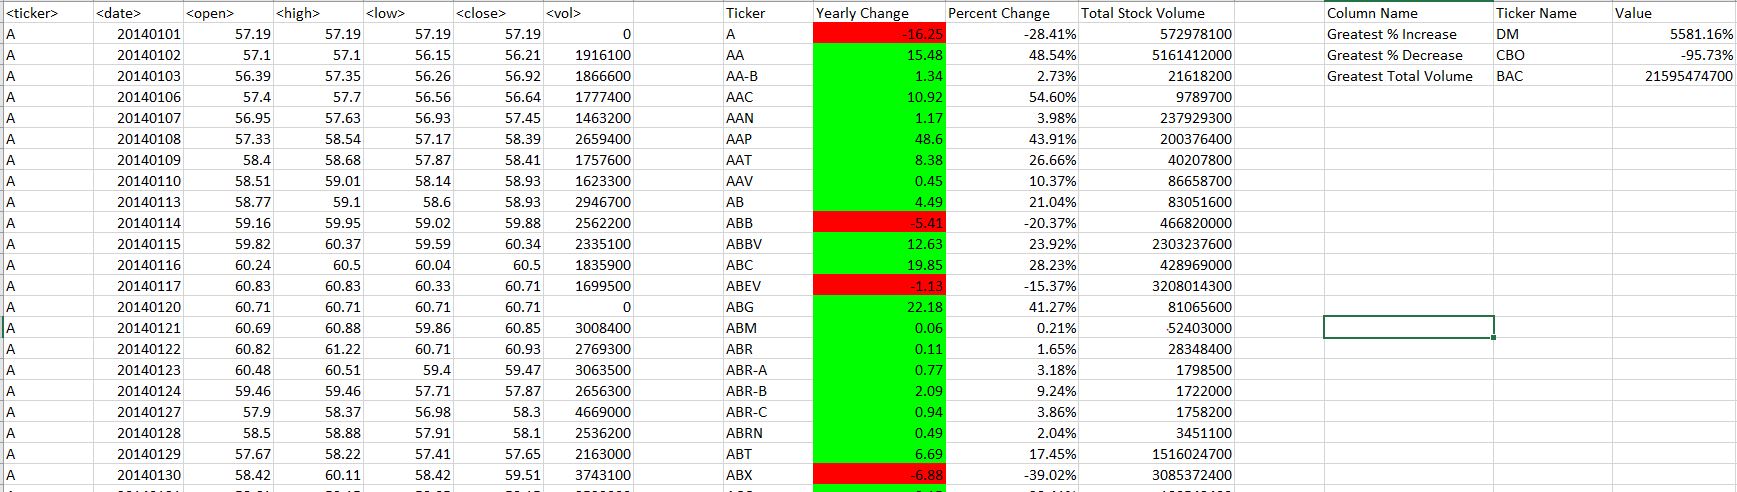 <ticker> <date> <open> <high> <low> <close> <vol> Ticker Yearly Change Percent Change Total Stock Volume Column Name Ticker Name Value
A 20140101 57.19 57.19 57.19 57.19 0 A -16.25 -28.41% 572978100 Greatest % Increase DM 5581.16%
A 20140102 57.1 57.1 56.15 56.21 1916100 AA 15.48 48.54% 5161412000 Greatest % Decrease CBO -95.73%
A 20140103 56.39 57.35 56.26 56.92 1866600 AA-B 1.34 2.73% 21618200 Greatest Total Volume BAC 21595474700
A 20140106 57.4 57.7 56.56 56.64 1777400 AAC 10.92 54.60% 9789700
A 20140107 56.95 57.63 56.93 57.45 1463200 AAN 1.17 3.98% 237929300
A 20140108 57.33 58.54 57.17 58.39 2659400 AAP 48.6 43.91% 200376400
A 20140109 58.4 58.68 57.87 58.41 1757600 AAT 8.38 26.66% 40207800
A 20140110 58.51 59.01 58.14 58.93 1623300 AAV 0.45 10.37% 86658700
A 20140113 58.77 59.1 58.6 58.93 2946700 AB 4.49 21.04% 83051600
A 20140114 59.16 59.95 59.02 59.88 2562200 ABB -5.41 -20.37% 466820000
A 20140115 59.82 60.37 59.59 60.34 2335100 ABBV 12.63 23.92% 2303237600
A 20140116 60.24 60.5 60.04 60.5 1835900 ABC 19.85 28.23% 428969000
A 20140117 60.83 60.83 60.33 60.71 1699500 ABEV -1.13 -15.37% 3208014300
A 20140120 60.71 60.71 60.71 60.71 0 ABG 22.18 41.27% 81065600
A 20140121 60.69 60.88 59.86 60.85 3008400 ABM 0.06 0.21% 52403000
A 20140122 60.82 61.22 60.71 60.93 2769300 ABR 0.11 1.65% 28348400
A 20140123 60.48 60.51 59.4 59.47 3063500 ABR-A 0.77 3.18% 1798500
A 20140124 59.46 59.46 57.71 57.87 2656300 ABR-B 2.09 9.24% 1722000
A 20140127 57.9 58.37 56.98 58.3 4669000 ABR-C 0.94 3.86% 1758200
A 20140128 58.5 58.88 57.91 58.1 2536200 ABRN 0.49 2.04% 3451100
A 20140129 57.67 58.22 57.41 57.65 2163000 ABT 6.69 17.45% 1516024700
A 20140130 58.42 60.11 58.42 59.51 3743100 ABX -6.88 -39.02% 3085372400